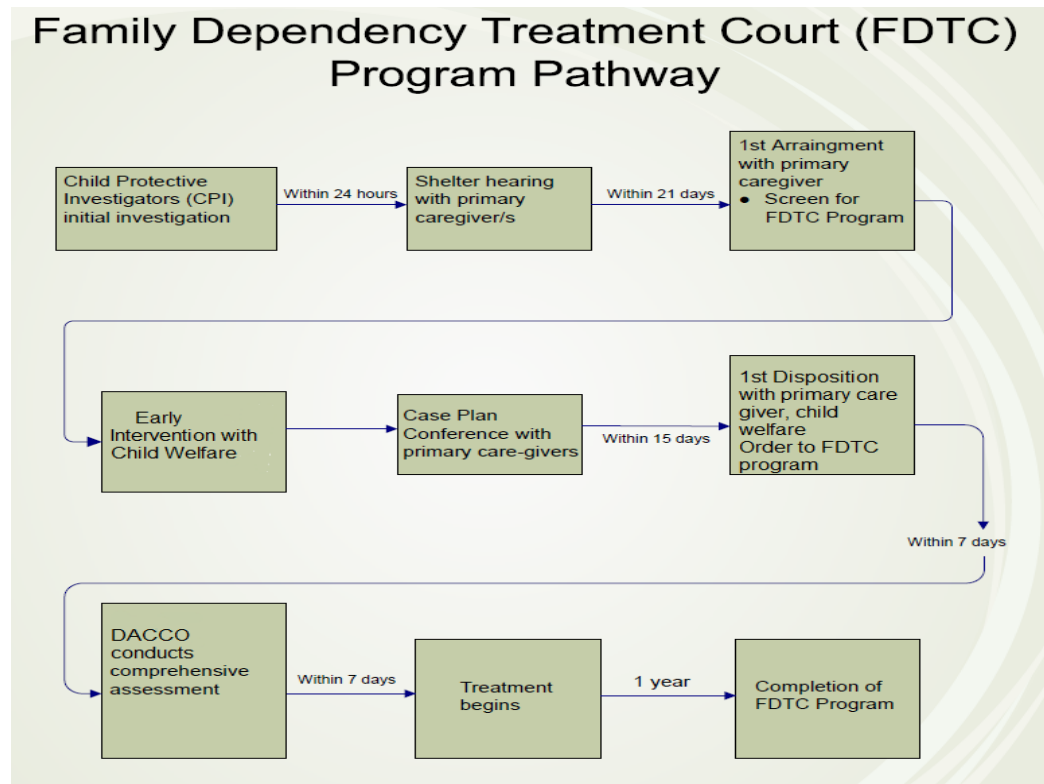 Family Dependency Treatment Court (FDTC)
Program Pathway
Child Protective
Investigators (CPI)
initial investigation
Within 24 hours
Shelter hearing
with primary
caregiver/s
Within 21 days
1st Arraingment
with primary
caregiver
● Screen for
FDTC Program
Early
Intervention with
Child Welfare
Case Plan
Conference with
primary care-givers
Within 15 days
1st Disposition
with primary care
giver, child
welfare
Order to FDTC
program
Within 7 days
DACCO
conducts
comprehensive
assessment
Within 7 days
Treatment
begins
1 year
Completion of
FDTC Program